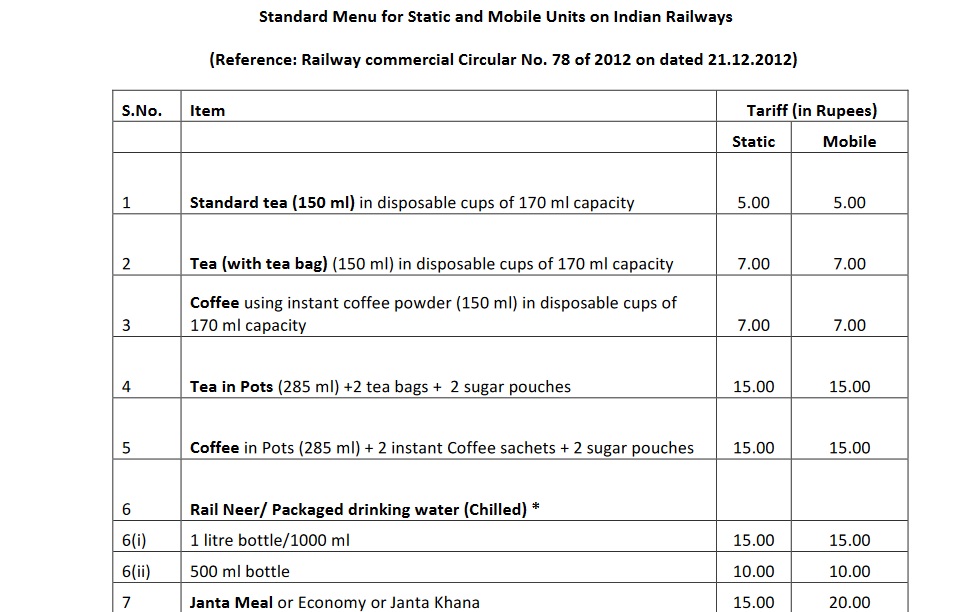 Standard Menu for Static and Mobile Units on Indian Railways
(Reference: Railway commercial Circular No. 78 of 2012 on dated 21.12.2012)
S.No. Item Tariff (in Rupees)
Static Mobile
1 Standard tea (150 ml) in disposable cups of 170 ml capacity 5.00 5.00
2 Tea (with tea bag) (150 ml) in disposable cups of 170 ml capacity 7.00 7.00
Coffee using instant coffee powder (150 ml) in disposable cups of
3 170 ml capacity 7.00 7.00
4 Tea in Pots (285 ml) +2 tea bags + 2 sugar pouches 15.00 15.00
5 Coffee in Pots (285 ml) + 2 instant Coffee sachets + 2 sugar pouches 15.00 15.00
6 Rail Neer/ Packaged drinking water (Chilled) *
6(i) 1 litre bottle/1000 ml 15.00 15.00
6(ii) 500 ml bottle 10.00 10.00
7 Janta Meal or Economy or Janta Khana 15.00 20.00